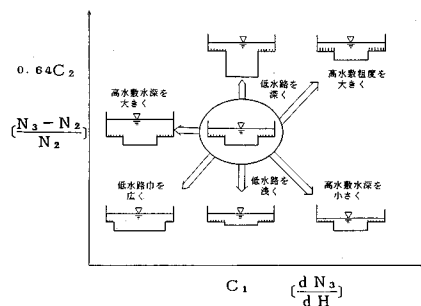 0.64C₂
[N₃ − N₂ / N₂]
高水敷水深を
大きく
低水路を
深く
高水敷粗度を
大きく
低水路巾を
広く
低水路を
浅く
高水敷水深を
小さく
C₁
[d N₃ / d H]